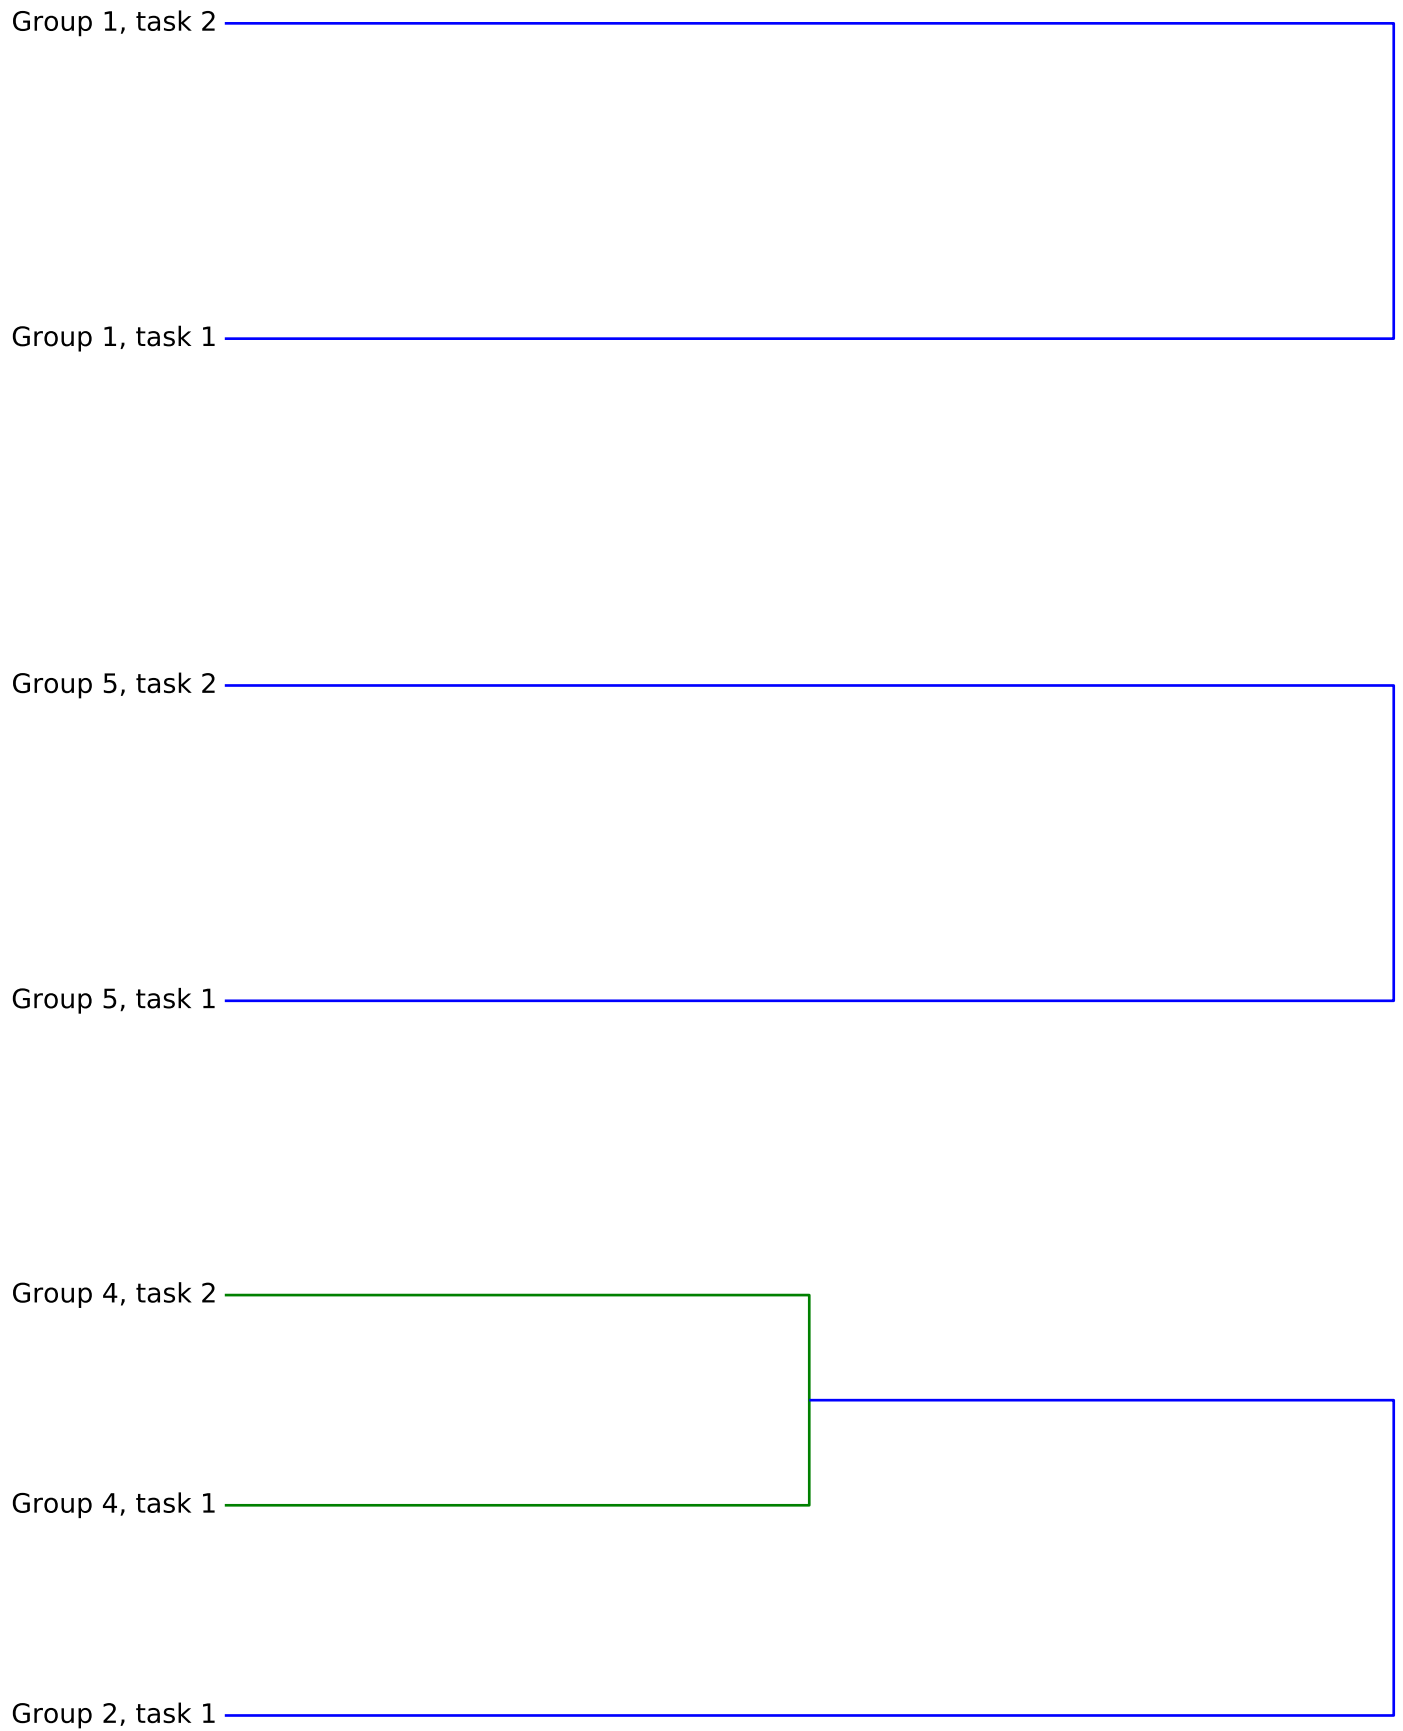 Group 1, task 2
Group 1, task 1
Group 5, task 2
Group 5, task 1
Group 4, task 2
Group 4, task 1
Group 2, task 1